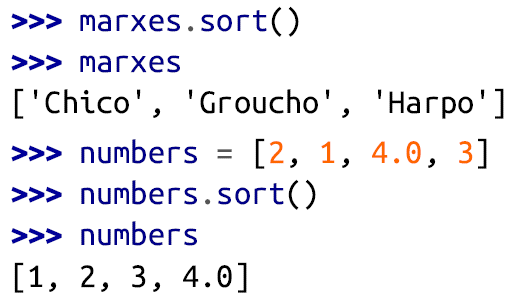 >>> marxes.sort()
>>> marxes
['Chico', 'Groucho', 'Harpo']
>>> numbers = [2, 1, 4.0, 3]
>>> numbers.sort()
>>> numbers
[1, 2, 3, 4.0]